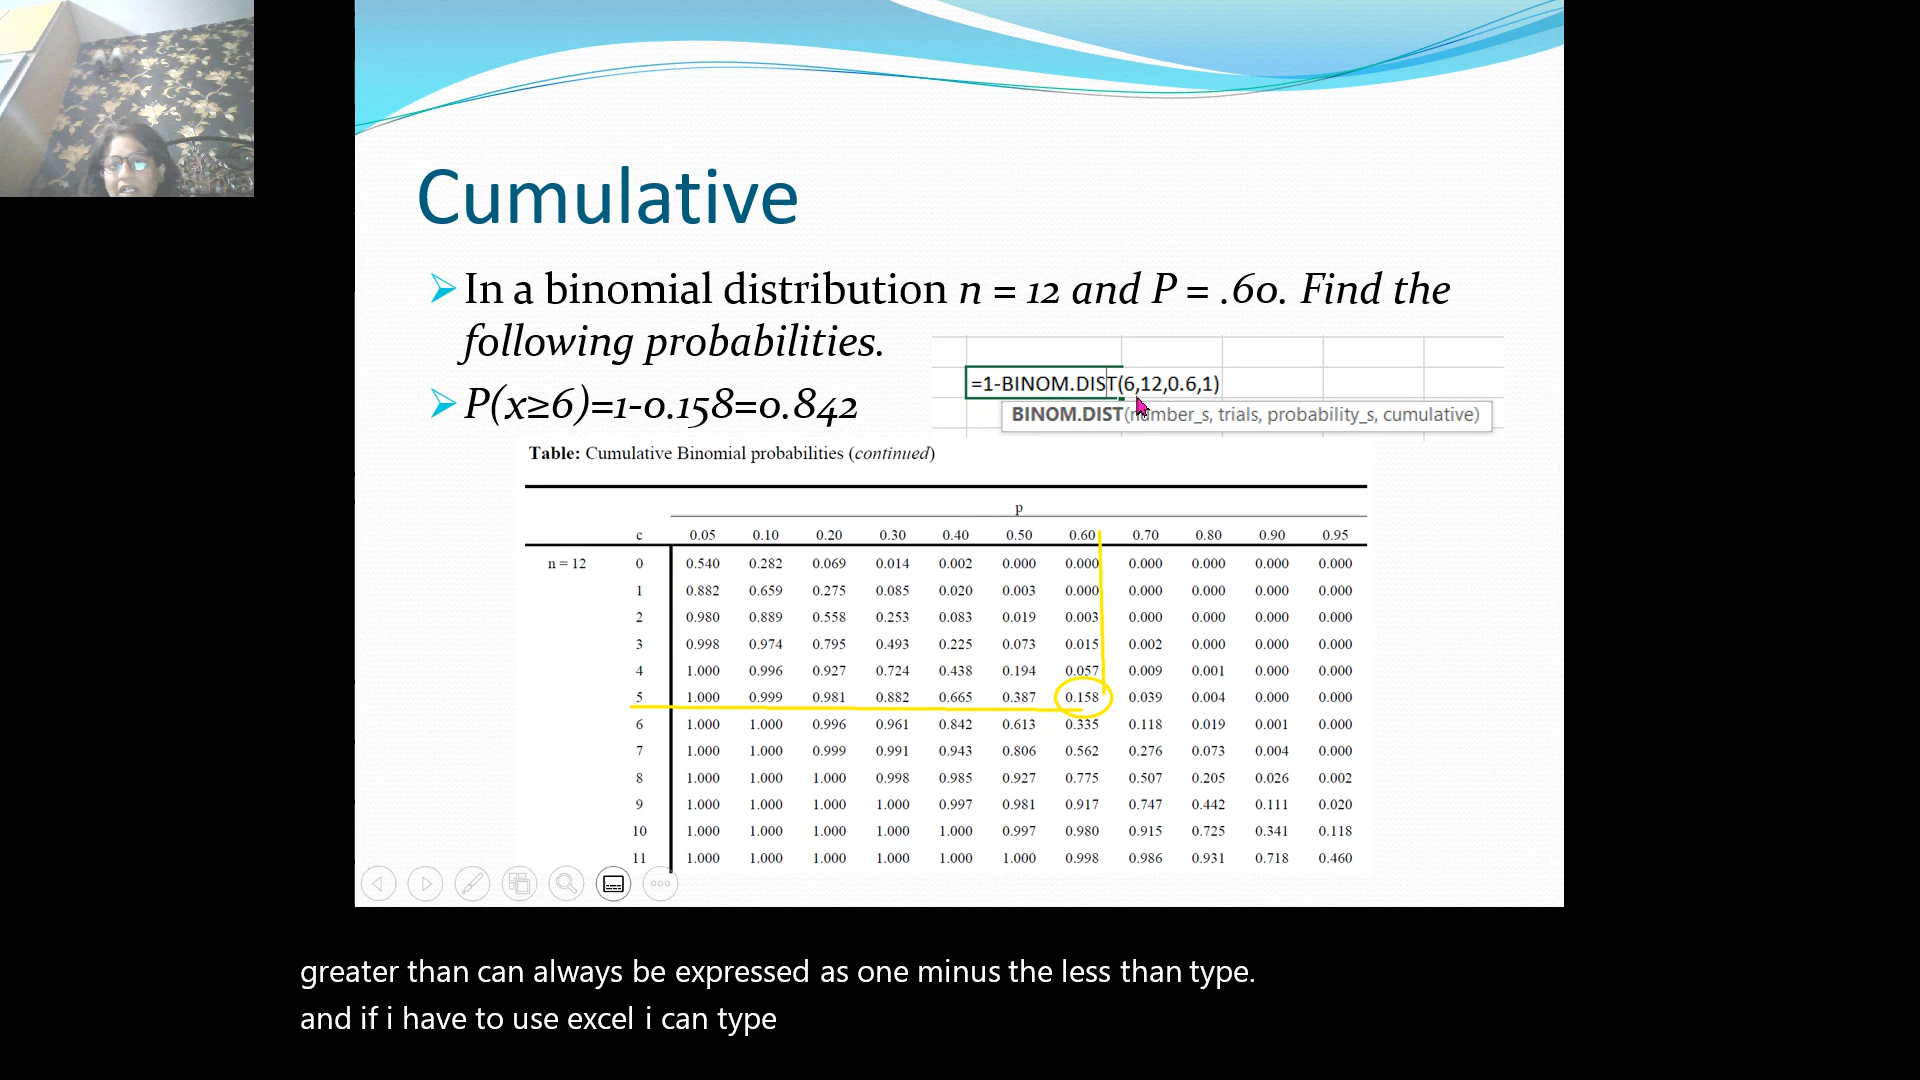 Cumulative
In a binomial distribution n = 12 and P = .60. Find the
following probabilities.
=1-BINOM.DIST(6,12,0.6,1)
P(x≥6)=1-0.158=0.842
BINOM.DIST(number_s, trials, probability_s, cumulative)
Table: Cumulative Binomial probabilities (continued)
p
c 0.05 0.10 0.20 0.30 0.40 0.50 0.60 0.70 0.80 0.90 0.95
n = 12 0 0.540 0.282 0.069 0.014 0.002 0.000 0.000 0.000 0.000 0.000 0.000
1 0.882 0.659 0.275 0.085 0.020 0.003 0.000 0.000 0.000 0.000 0.000
2 0.980 0.889 0.558 0.253 0.083 0.019 0.003 0.000 0.000 0.000 0.000
3 0.998 0.974 0.795 0.493 0.225 0.073 0.015 0.002 0.000 0.000 0.000
4 1.000 0.996 0.927 0.724 0.438 0.194 0.057 0.009 0.001 0.000 0.000
5 1.000 0.999 0.981 0.882 0.665 0.387 0.158 0.039 0.004 0.000 0.000
6 1.000 1.000 0.996 0.961 0.842 0.613 0.335 0.118 0.019 0.001 0.000
7 1.000 1.000 0.999 0.991 0.943 0.806 0.562 0.276 0.073 0.004 0.000
8 1.000 1.000 1.000 0.998 0.985 0.927 0.775 0.507 0.205 0.026 0.002
9 1.000 1.000 1.000 1.000 0.997 0.981 0.917 0.747 0.442 0.111 0.020
10 1.000 1.000 1.000 1.000 1.000 0.997 0.980 0.915 0.725 0.341 0.118
11 1.000 1.000 1.000 1.000 1.000 1.000 0.998 0.986 0.931 0.718 0.460
greater than can always be expressed as one minus the less than type.
and if i have to use excel i can type